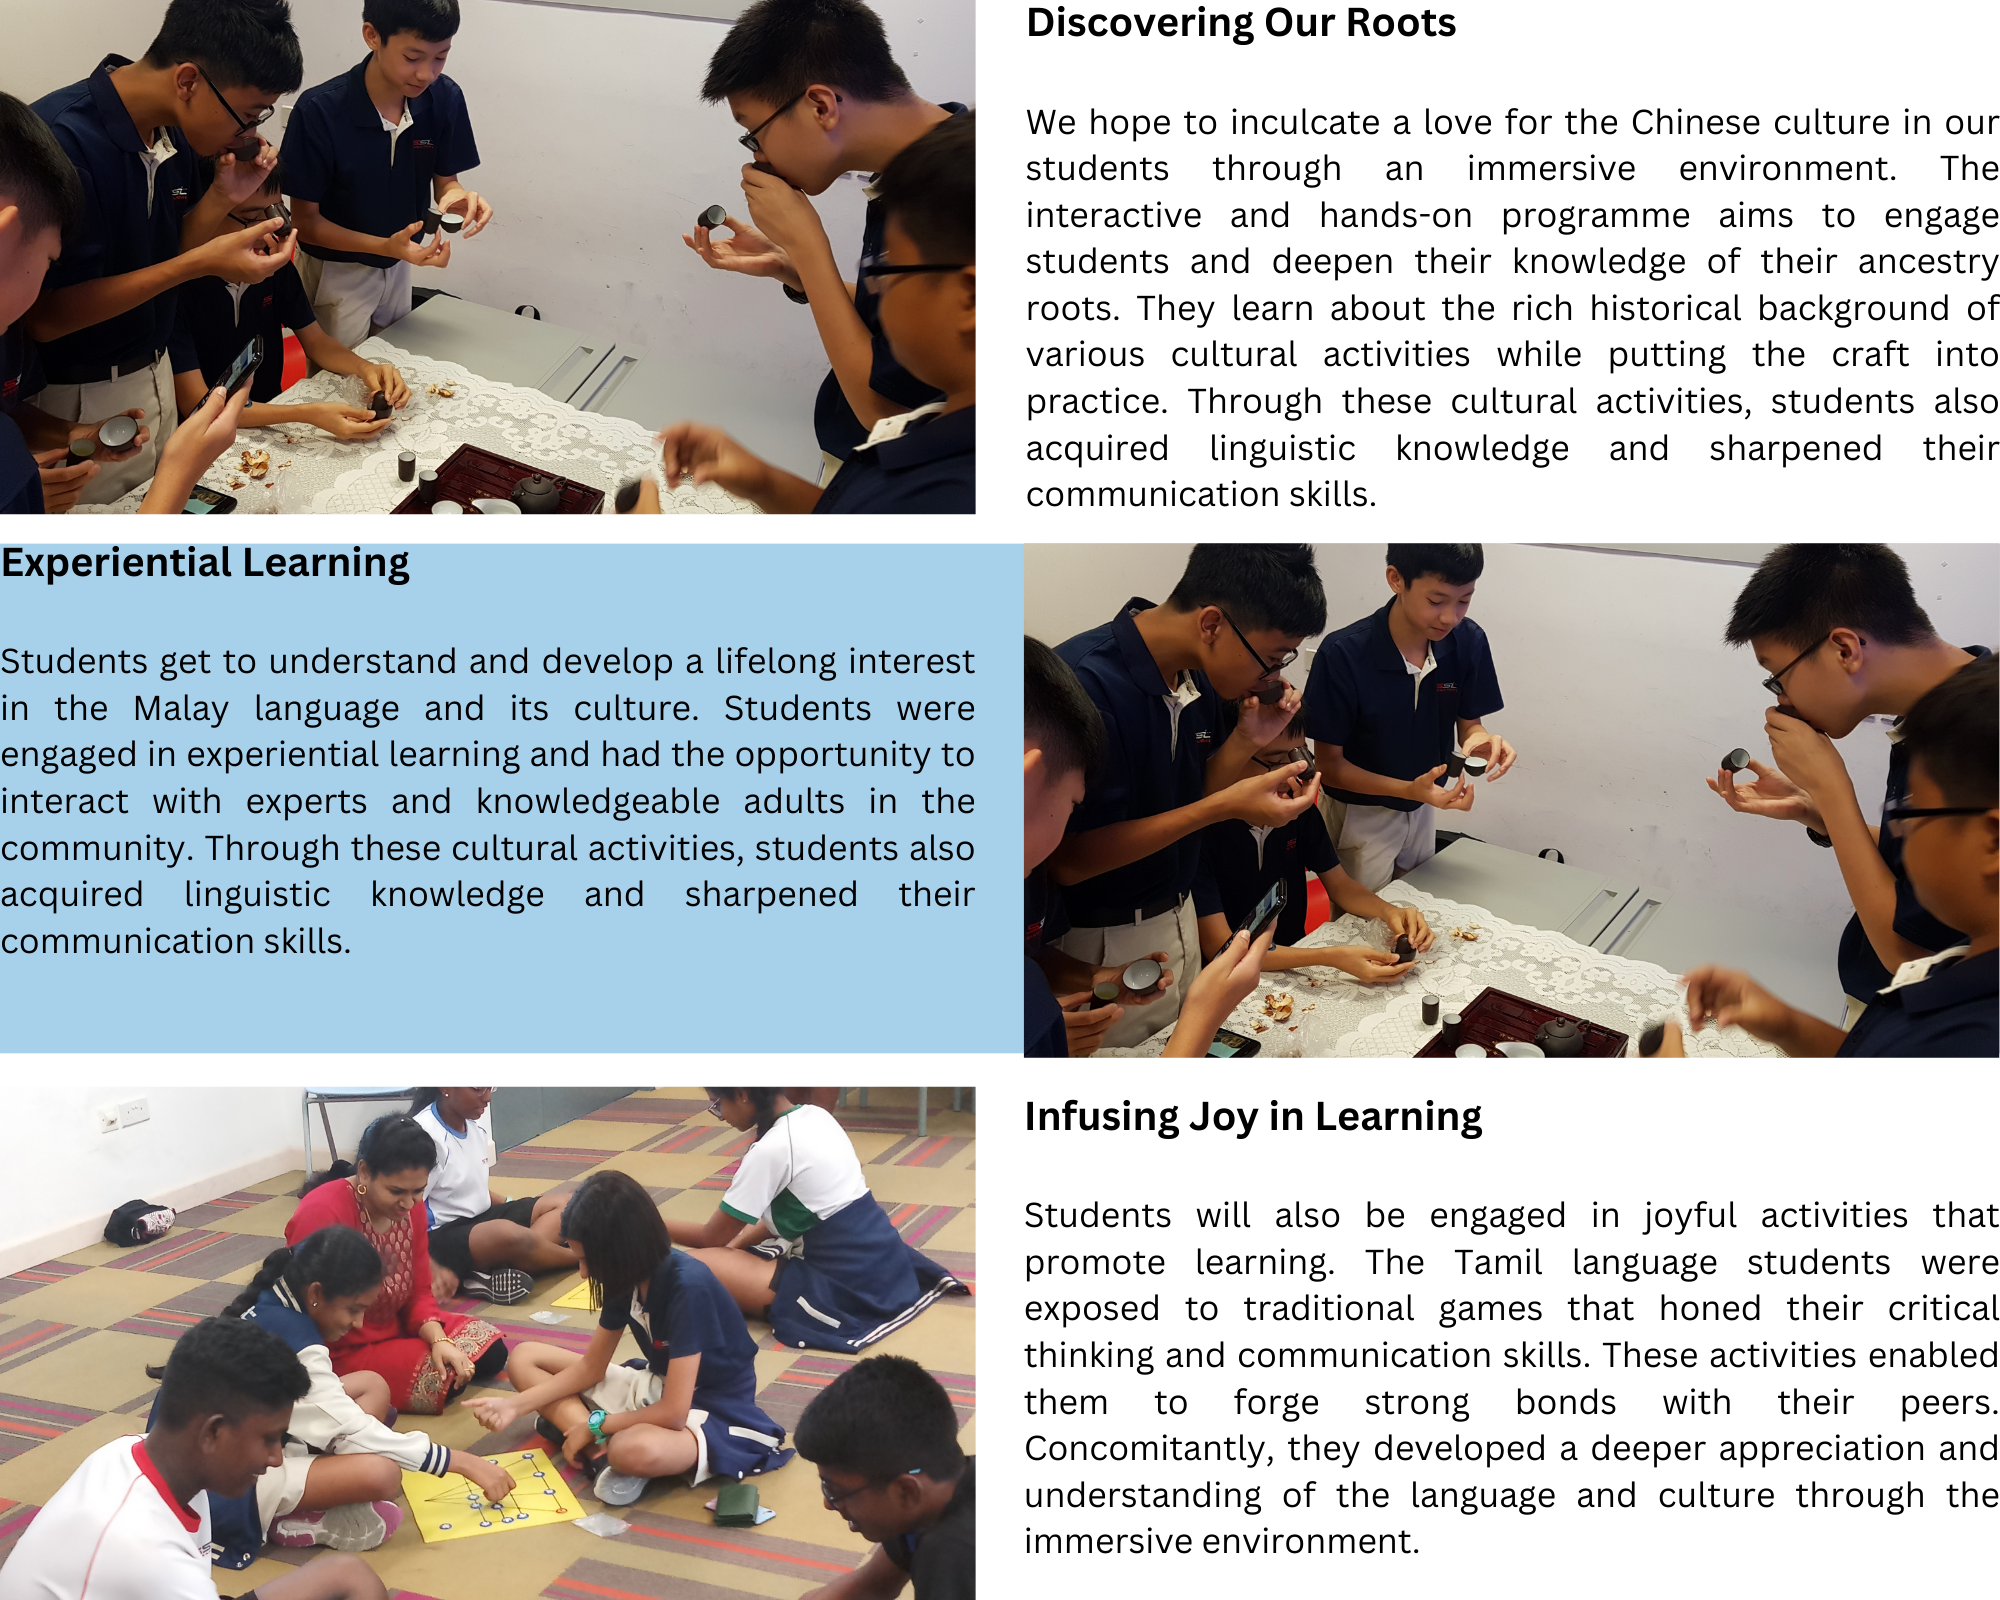 Discovering Our Roots
We hope to inculcate a love for the Chinese culture in our
students through an immersive environment. The
interactive and hands-on programme aims to engage
students and deepen their knowledge of their ancestry
roots. They learn about the rich historical background of
various cultural activities while putting the craft into
practice. Through these cultural activities, students also
acquired linguistic knowledge and sharpened their
communication skills.
Experiential Learning
Students get to understand and develop a lifelong interest
in the Malay language and its culture. Students were
engaged in experiential learning and had the opportunity to
interact with experts and knowledgeable adults in the
community. Through these cultural activities, students also
acquired linguistic knowledge and sharpened their
communication skills.
Infusing Joy in Learning
Students will also be engaged in joyful activities that
promote learning. The Tamil language students were
exposed to traditional games that honed their critical
thinking and communication skills. These activities enabled
them to forge strong bonds with their peers.
Concomitantly, they developed a deeper appreciation and
understanding of the language and culture through the
immersive environment.